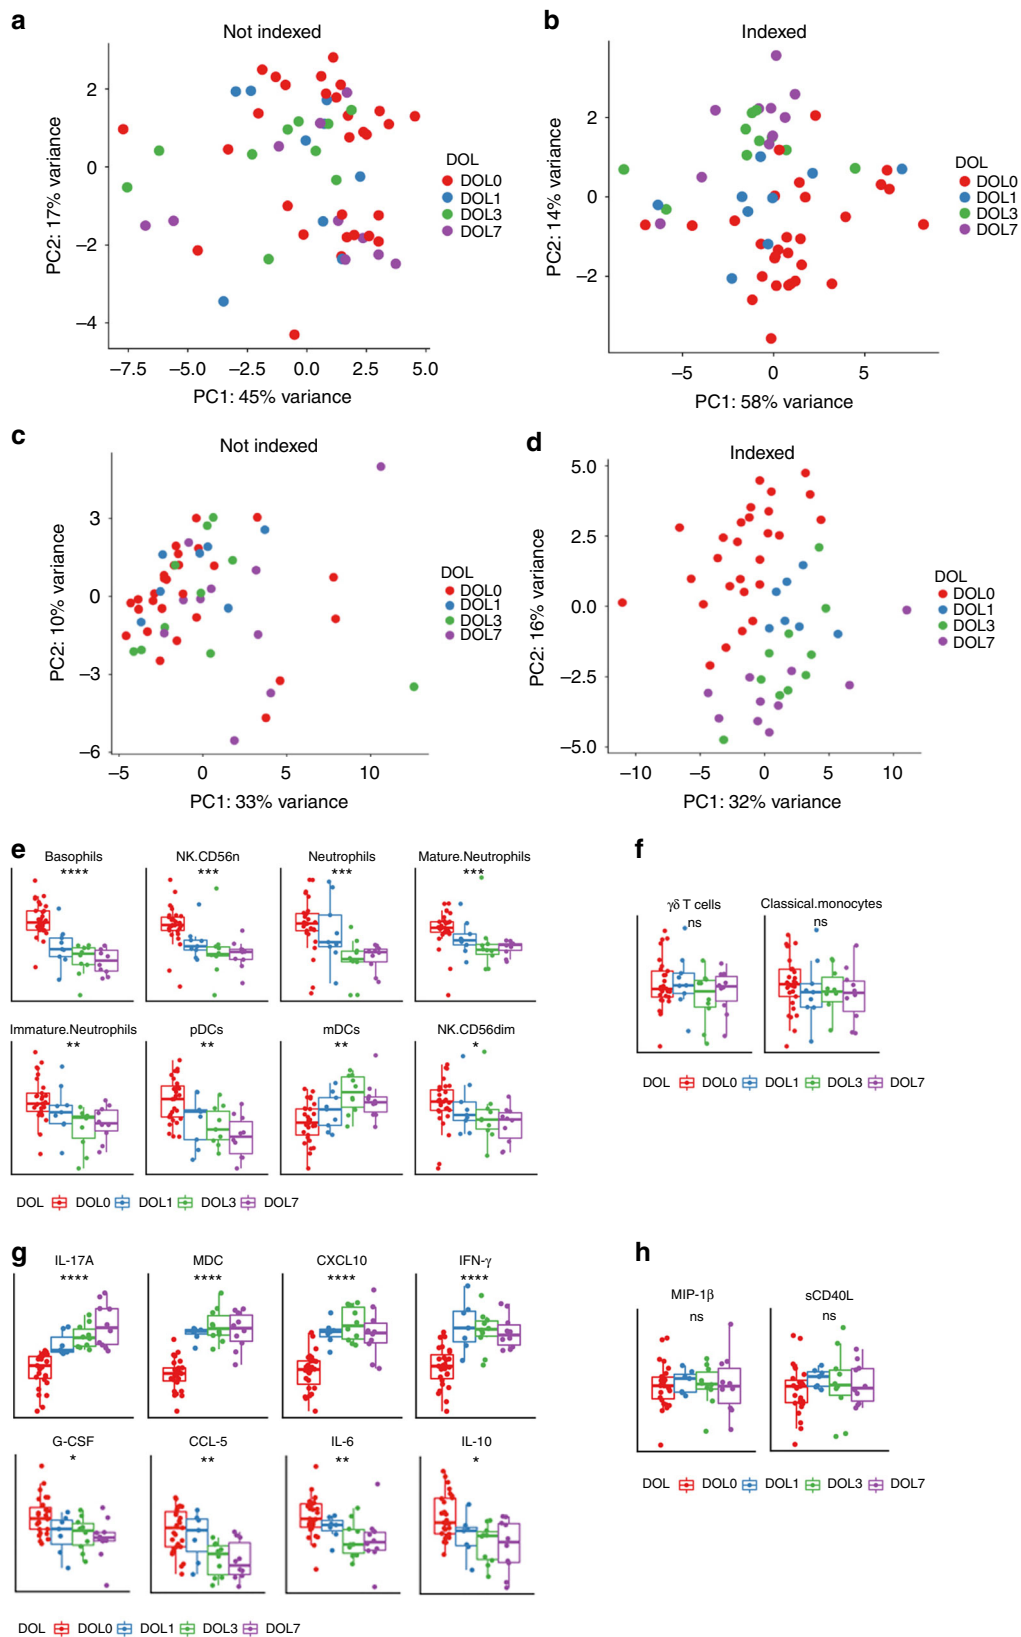 a
Not indexed
2
0
−2
−4
PC2: 17% variance
−7.5 −5.0 −2.5 0.0 2.5 5.0
PC1: 45% variance
DOL
DOL0
DOL1
DOL3
DOL7
b
Indexed
2
0
−2
PC2: 14% variance
−5 0 5
PC1: 58% variance
DOL
DOL0
DOL1
DOL3
DOL7
c
Not indexed
3
0
−3
−6
PC2: 10% variance
−5 0 5 10
PC1: 33% variance
DOL
DOL0
DOL1
DOL3
DOL7
d
Indexed
5.0
2.5
0.0
−2.5
−5.0
PC2: 16% variance
−10 −5 0 5 10
PC1: 32% variance
DOL
DOL0
DOL1
DOL3
DOL7
e
Basophils NK.CD56n Neutrophils Mature.Neutrophils
**** *** *** ***
Immature.Neutrophils pDCs mDCs NK.CD56dim
** ** ** *
DOL DOL0 DOL1 DOL3 DOL7
f
γδ T cells Classical.monocytes
ns ns
DOL DOL0 DOL1 DOL3 DOL7
g
IL-17A MDC CXCL10 IFN-γ
**** **** **** ****
G-CSF CCL-5 IL-6 IL-10
* ** ** *
DOL DOL0 DOL1 DOL3 DOL7
h
MIP-1β sCD40L
ns ns
DOL DOL0 DOL1 DOL3 DOL7